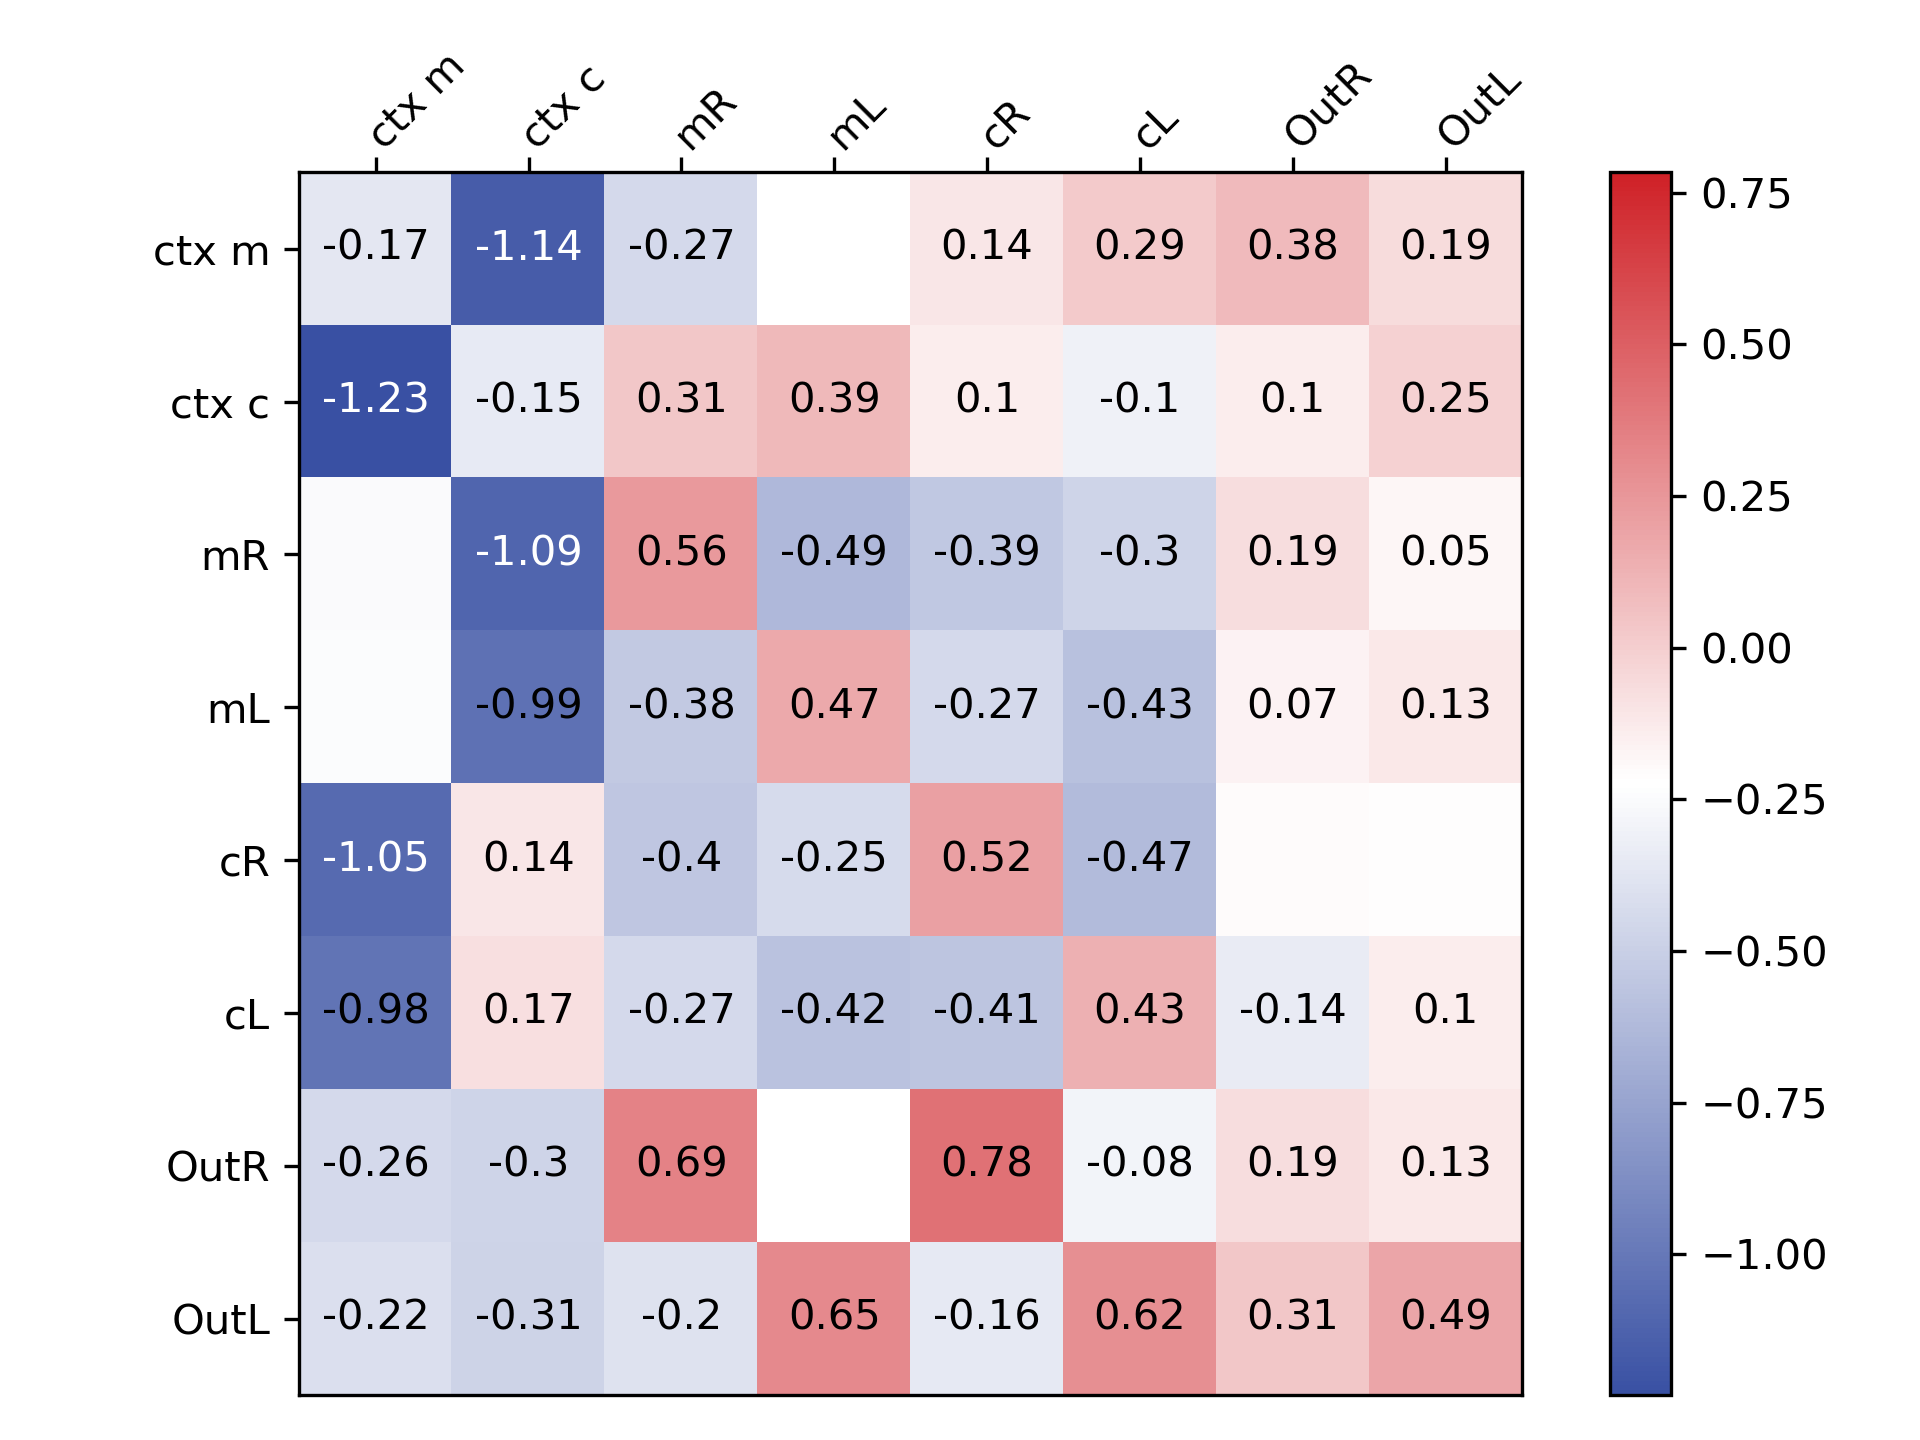 ctx m ctx c mR mL cR cL OutR OutL
ctx m -0.17 -1.14 -0.27 0.14 0.29 0.38 0.19
ctx c -1.23 -0.15 0.31 0.39 0.1 -0.1 0.1 0.25
mR -1.09 0.56 -0.49 -0.39 -0.3 0.19 0.05
mL -0.99 -0.38 0.47 -0.27 -0.43 0.07 0.13
cR -1.05 0.14 -0.4 -0.25 0.52 -0.47
cL -0.98 0.17 -0.27 -0.42 -0.41 0.43 -0.14 0.1
OutR -0.26 -0.3 0.69 0.78 -0.08 0.19 0.13
OutL -0.22 -0.31 -0.2 0.65 -0.16 0.62 0.31 0.49
0.75
0.50
0.25
0.00
−0.25
−0.50
−0.75
−1.00